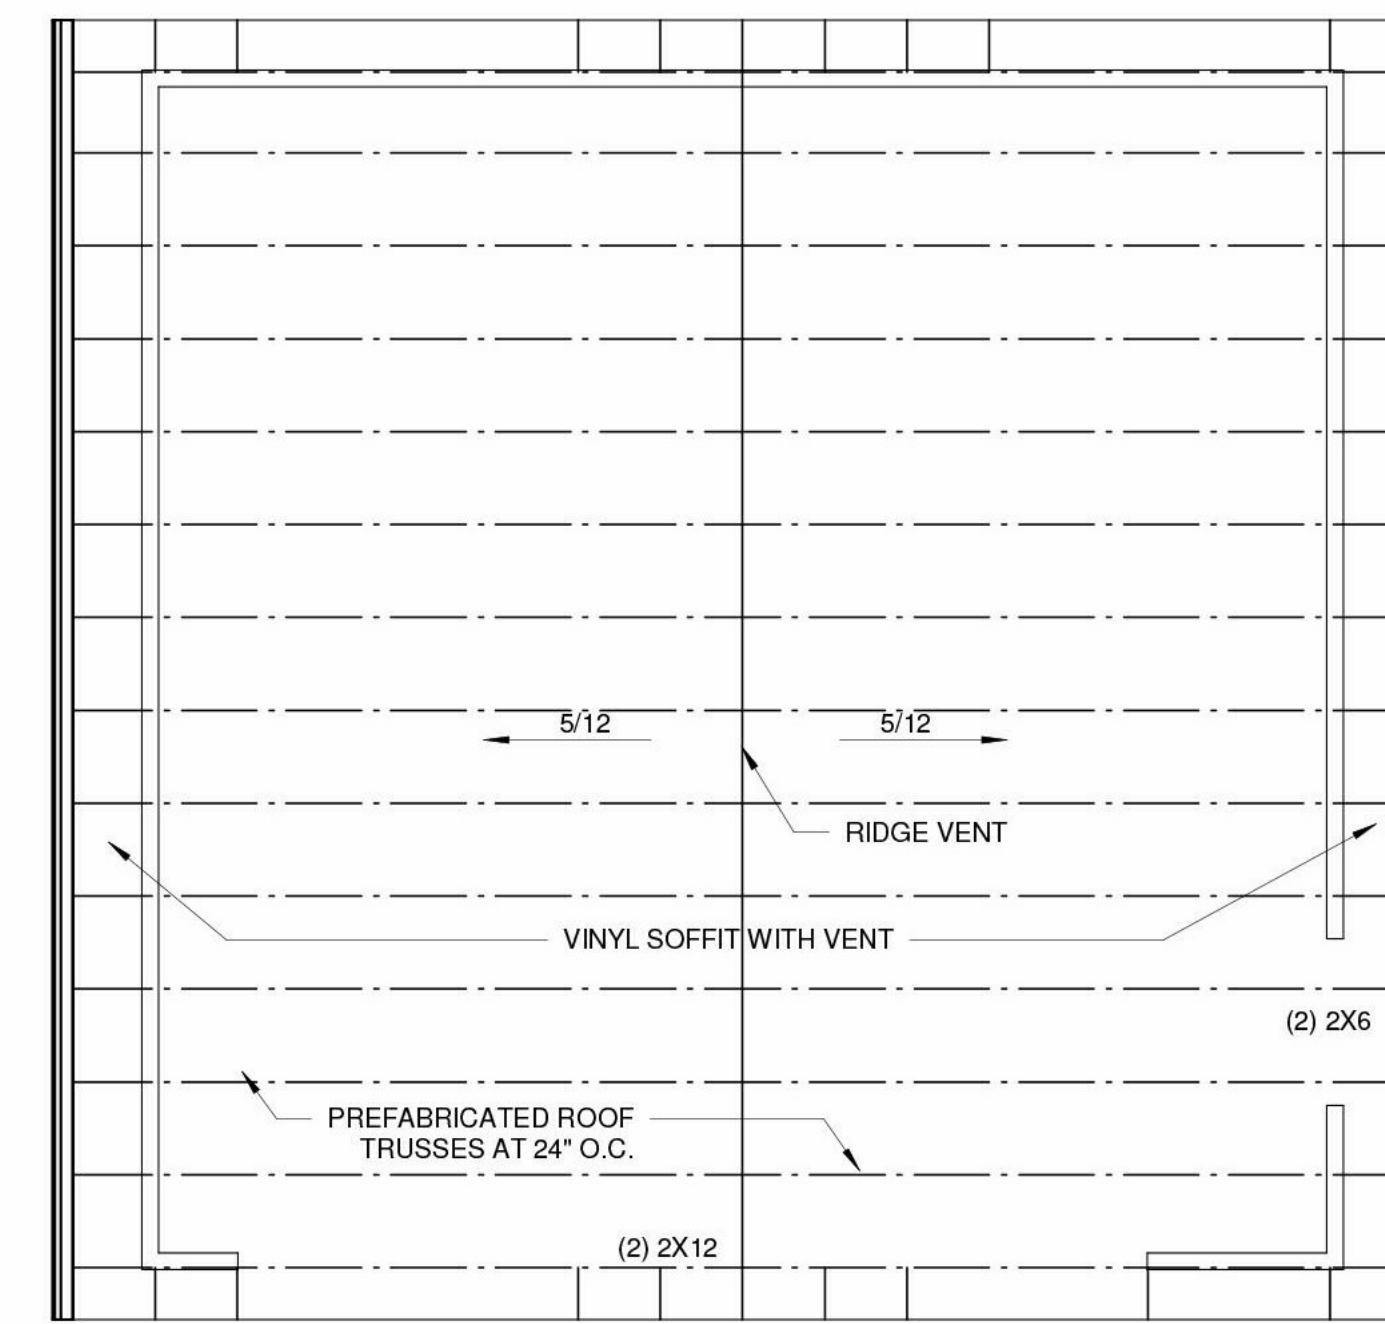 5/12
5/12
RIDGE VENT
VINYL SOFFIT WITH VENT
(2) 2X6
PREFABRICATED ROOF
TRUSSES AT 24" O.C.
(2) 2X12